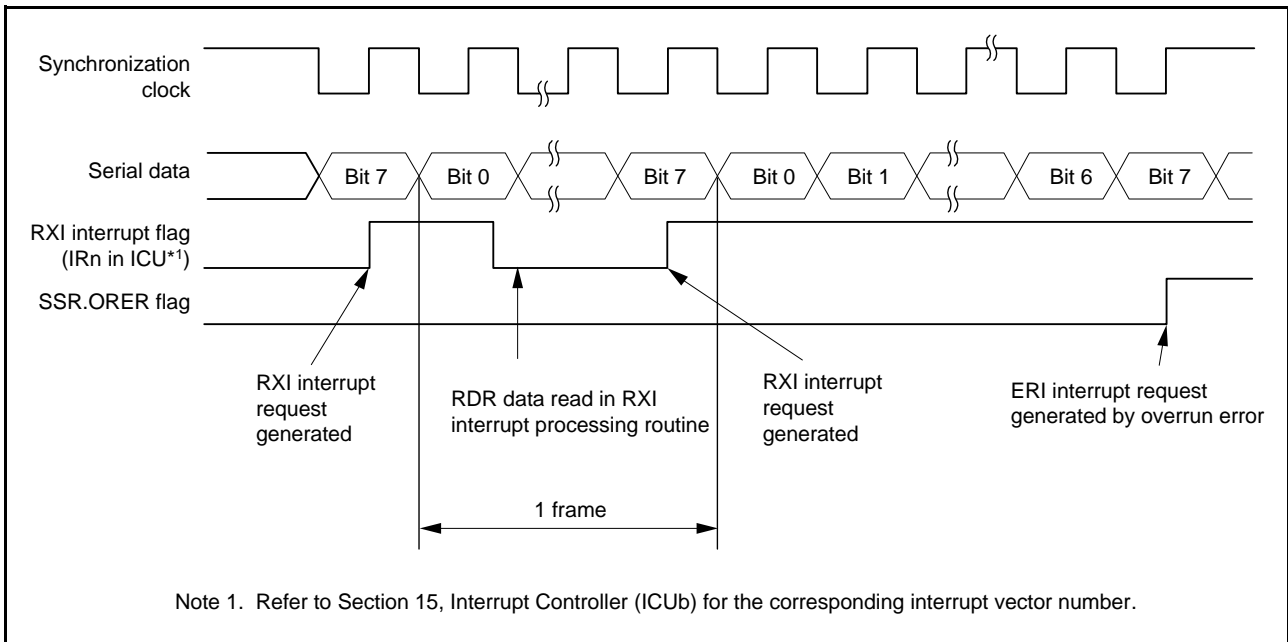 Synchronization
clock
Serial data
Bit 7
Bit 0
Bit 7
Bit 0
Bit 1
Bit 6
Bit 7
RXI interrupt flag
(IRn in ICU*1)
SSR.ORER flag
RXI interrupt
request
generated
RDR data read in RXI
interrupt processing routine
RXI interrupt
request
generated
ERI interrupt request
generated by overrun error
1 frame
Note 1. Refer to Section 15, Interrupt Controller (ICUb) for the corresponding interrupt vector number.